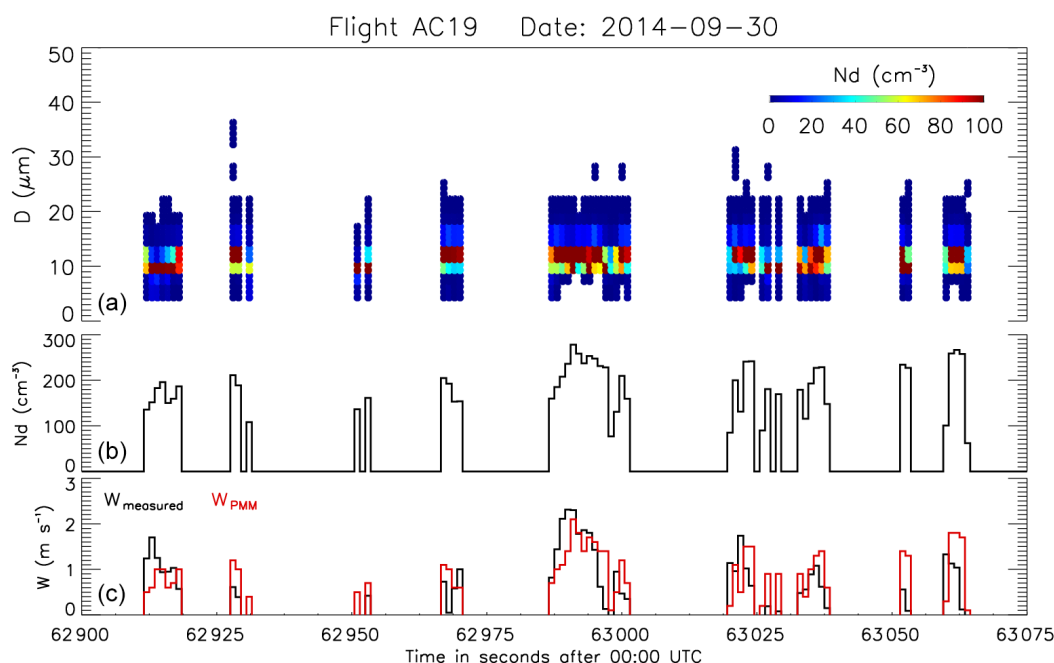 Flight AC19 Date: 2014-09-30
50
40
30
20
10
0
D (μm)
Nd (cm⁻³)
0 20 40 60 80 100
(a)
300
200
100
0
Nd (cm⁻³)
(b)
3
2
1
0
W (m s⁻¹)
W measured W PMM
(c)
62900 62925 62950 62975 63000 63025 63050 63075
Time in seconds after 00:00 UTC